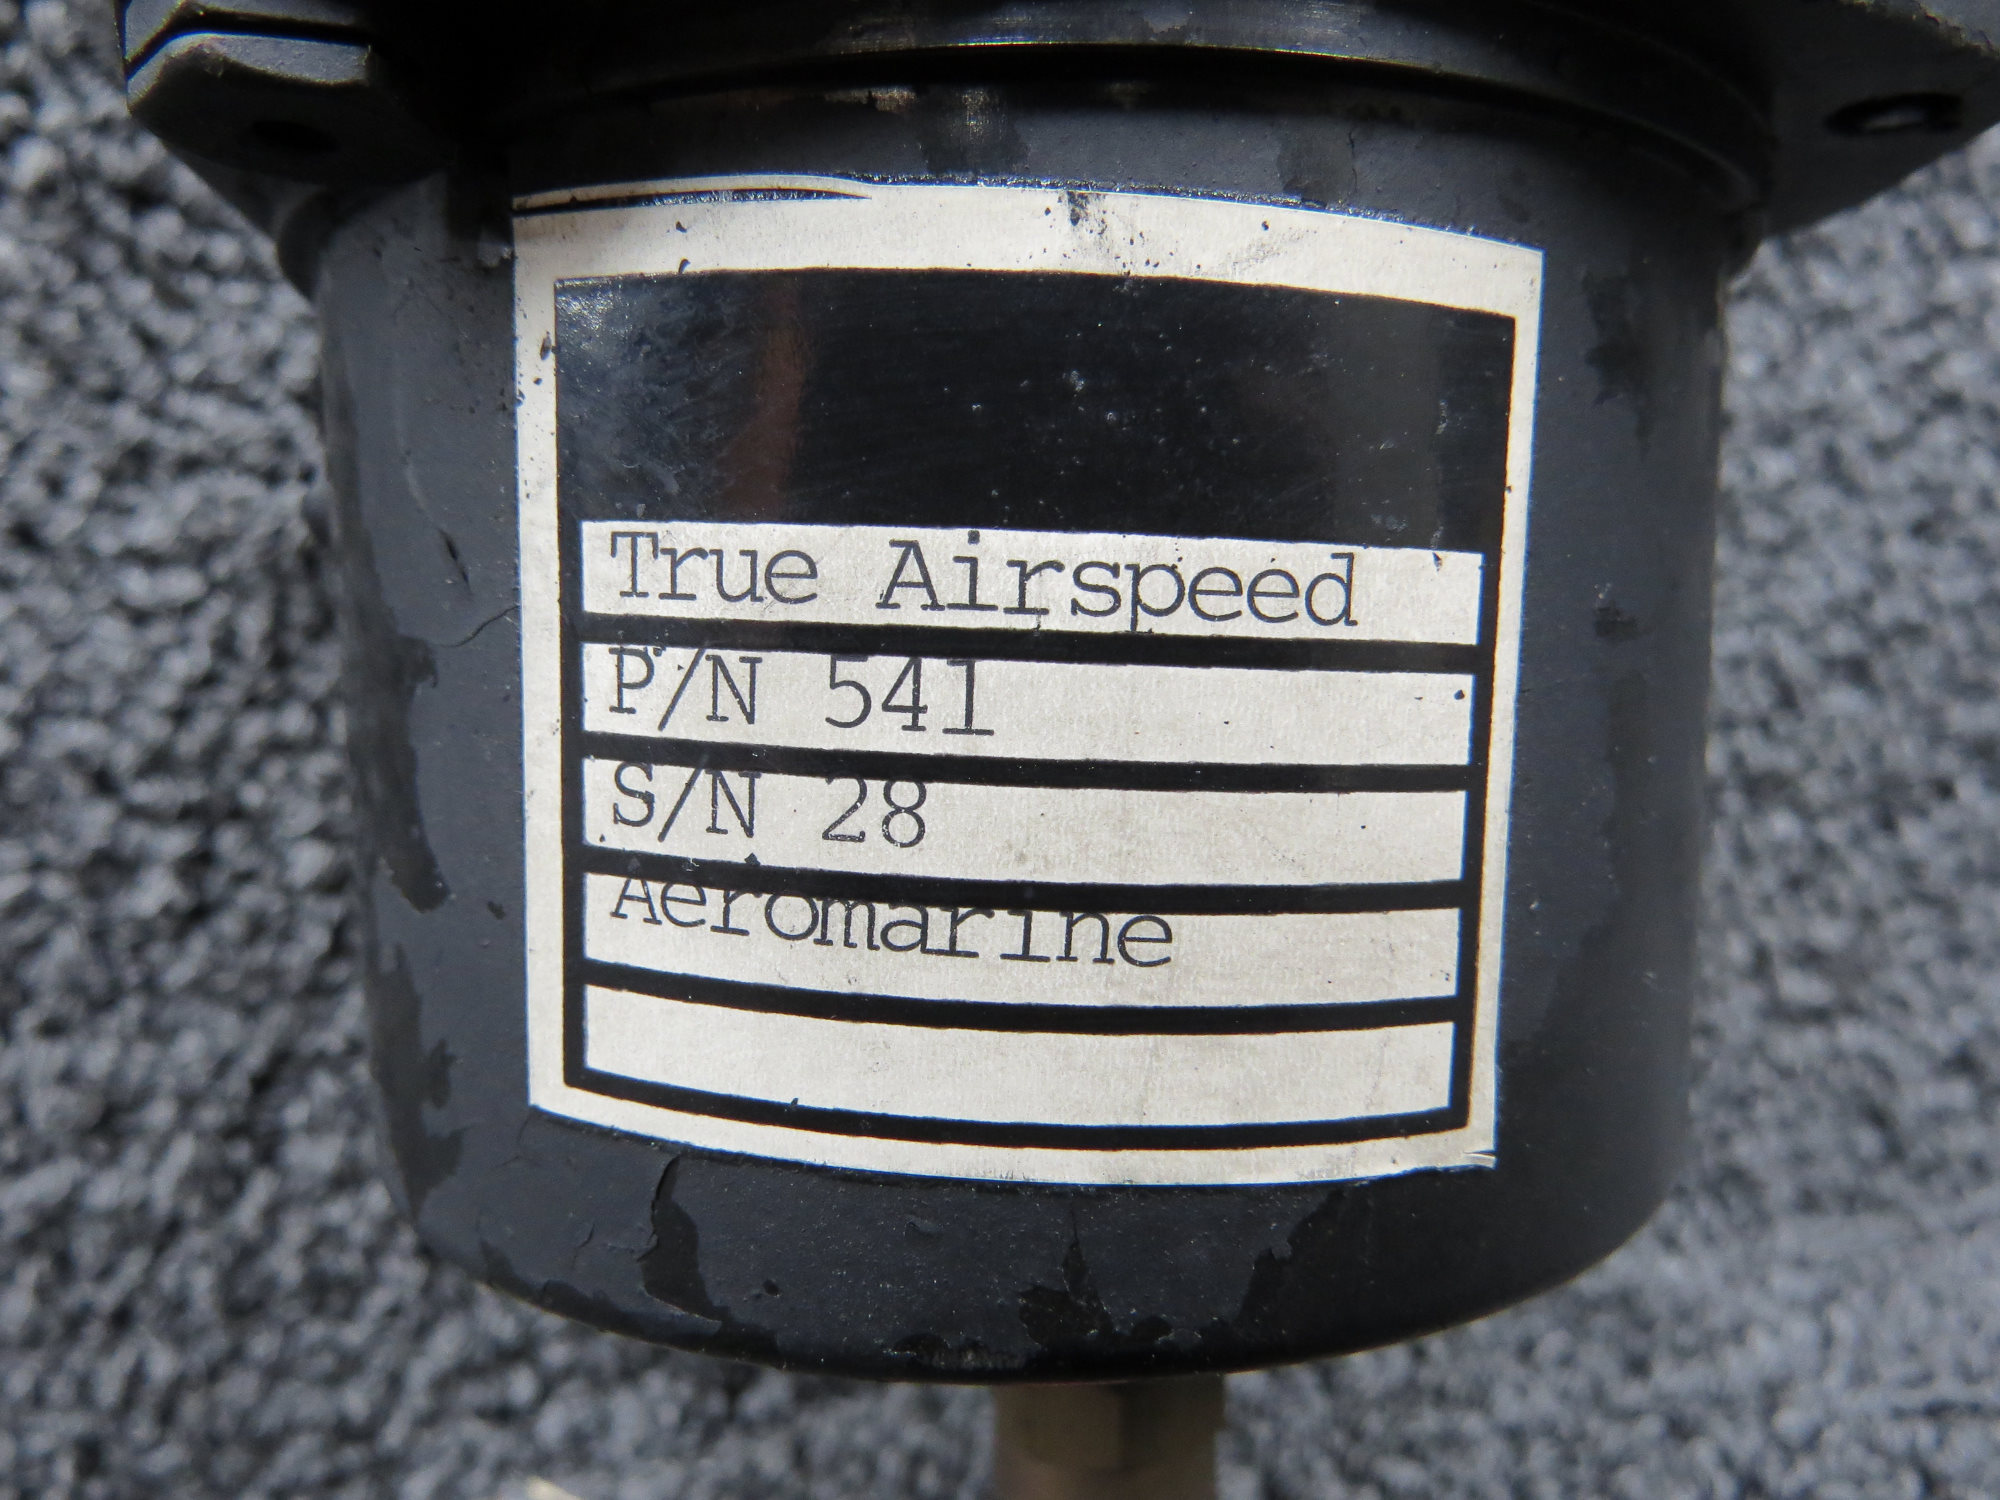 True Airspeed
P/N 541
S/N 28
Aeromarine